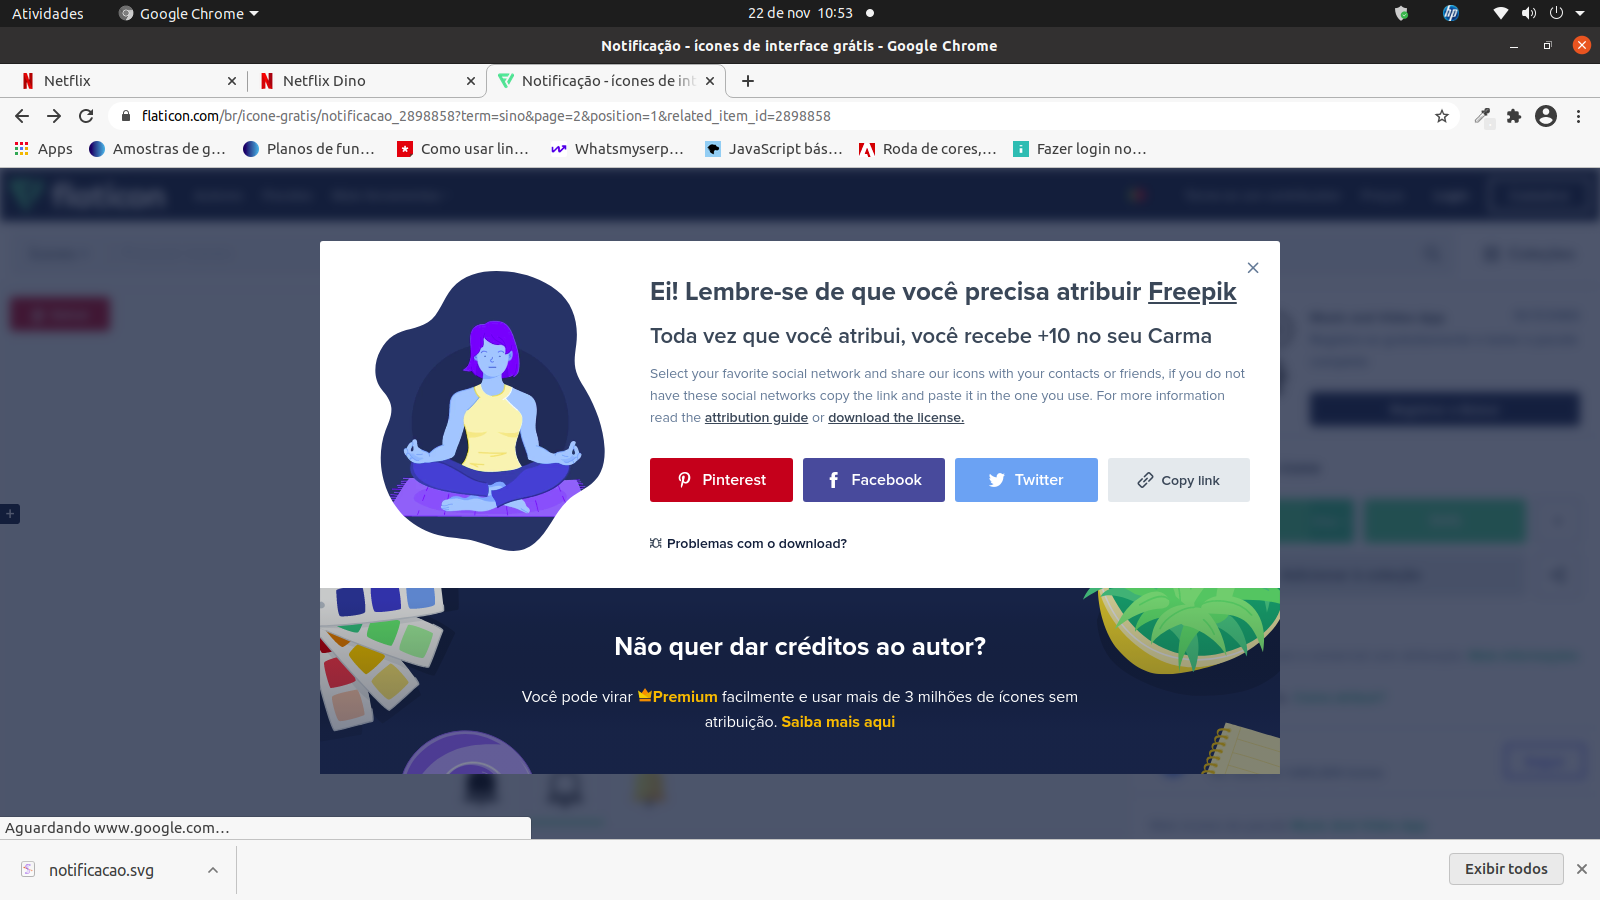 Atividades
Google Chrome
22 de nov 10:53
Notificação - ícones de interface grátis - Google Chrome
Netflix
Netflix Dino
Notificação - ícones de int
flaticon.com/br/icone-gratis/notificacao_2898858?term=sino&page=2&position=1&related_item_id=2898858
Apps
Amostras de g...
Planos de fun...
Como usar lin...
Whatsmyserp...
JavaScript bás...
Roda de cores,...
Fazer login no...
flaticon
Ei! Lembre-se de que você precisa atribuir Freepik
Toda vez que você atribui, você recebe +10 no seu Carma
Select your favorite social network and share our icons with your contacts or friends, if you do not
have these social networks copy the link and paste it in the one you use. For more information
read the attribution guide or download the license.
Pinterest
Facebook
Twitter
Copy link
Problemas com o download?
Não quer dar créditos ao autor?
Você pode virar Premium facilmente e usar mais de 3 milhões de ícones sem
atribuição. Saiba mais aqui
Aguardando www.google.com...
notificacao.svg
Exibir todos